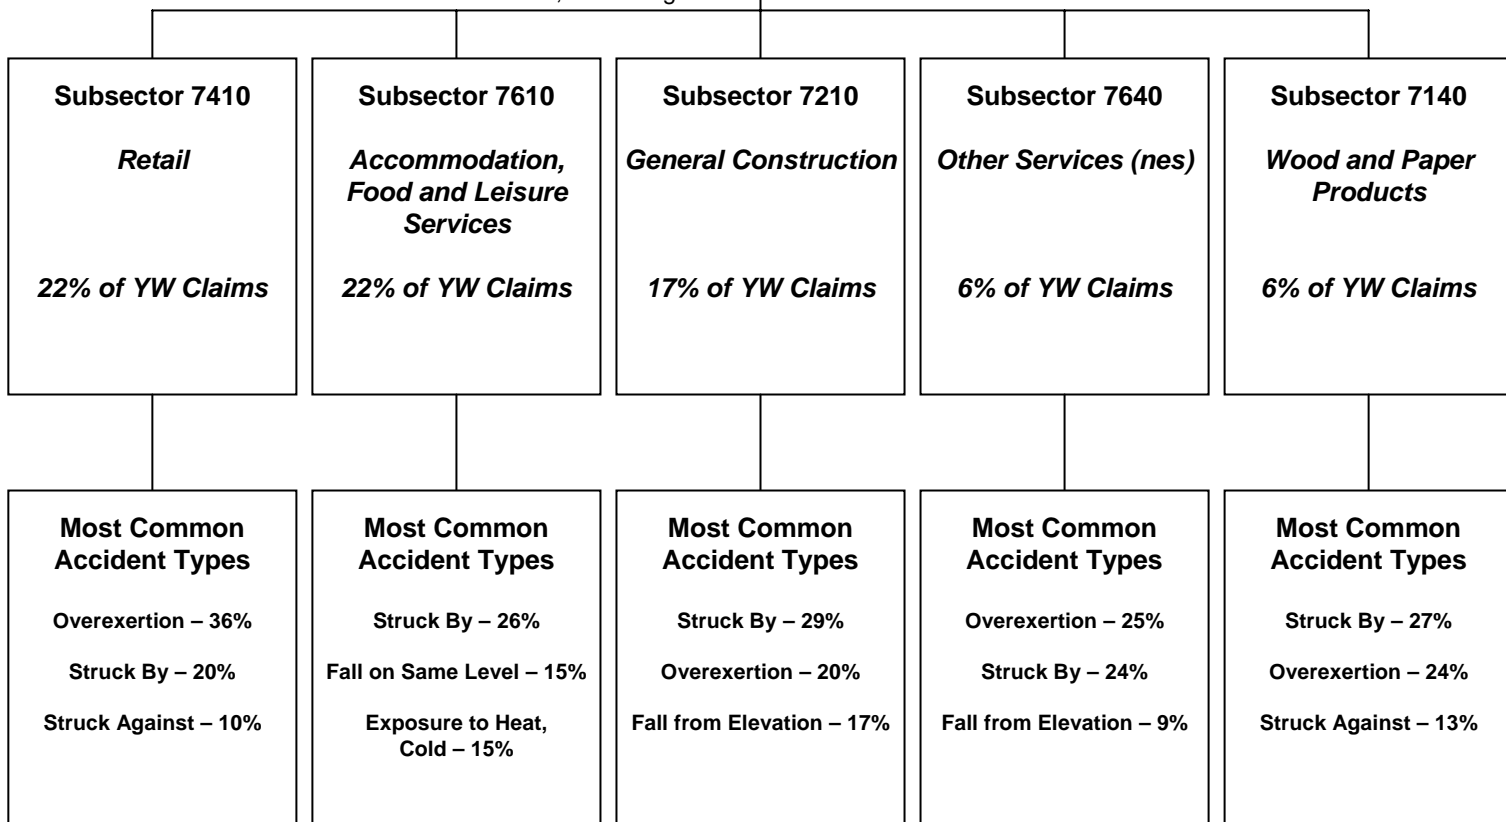 Subsector 7410
Retail
22% of YW Claims
Subsector 7610
Accommodation,
Food and Leisure
Services
22% of YW Claims
Subsector 7210
General Construction
17% of YW Claims
Subsector 7640
Other Services (nes)
6% of YW Claims
Subsector 7140
Wood and Paper
Products
6% of YW Claims
Most Common
Accident Types
Overexertion – 36%
Struck By – 20%
Struck Against – 10%
Most Common
Accident Types
Struck By – 26%
Fall on Same Level – 15%
Exposure to Heat,
Cold – 15%
Most Common
Accident Types
Struck By – 29%
Overexertion – 20%
Fall from Elevation – 17%
Most Common
Accident Types
Overexertion – 25%
Struck By – 24%
Fall from Elevation – 9%
Most Common
Accident Types
Struck By – 27%
Overexertion – 24%
Struck Against – 13%